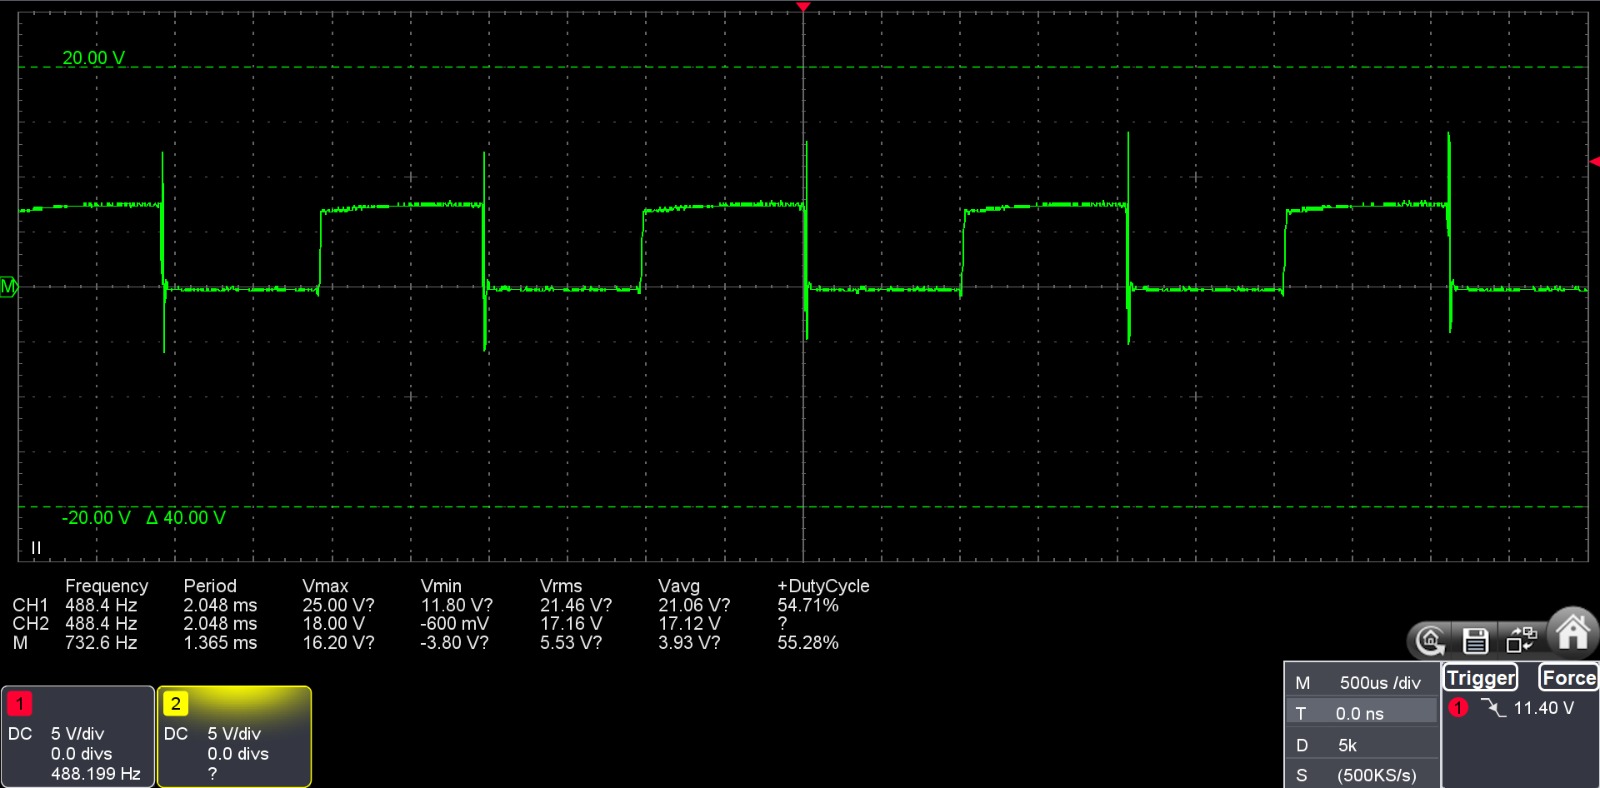 20.00 V
M
-20.00 V Δ 40.00 V
II
Frequency Period Vmax Vmin Vrms Vavg +DutyCycle
CH1 488.4 Hz 2.048 ms 25.00 V? 11.80 V? 21.46 V? 21.06 V? 54.71%
CH2 488.4 Hz 2.048 ms 18.00 V -600 mV 17.16 V 17.12 V ?
M 732.6 Hz 1.365 ms 16.20 V? -3.80 V? 5.53 V? 3.93 V? 55.28%
1
DC 5 V/div
0.0 divs
488.199 Hz
2
DC 5 V/div
0.0 divs
?
M 500us /div
T 0.0 ns
D 5k
S (500KS/s)
Trigger Force
1 11.40 V